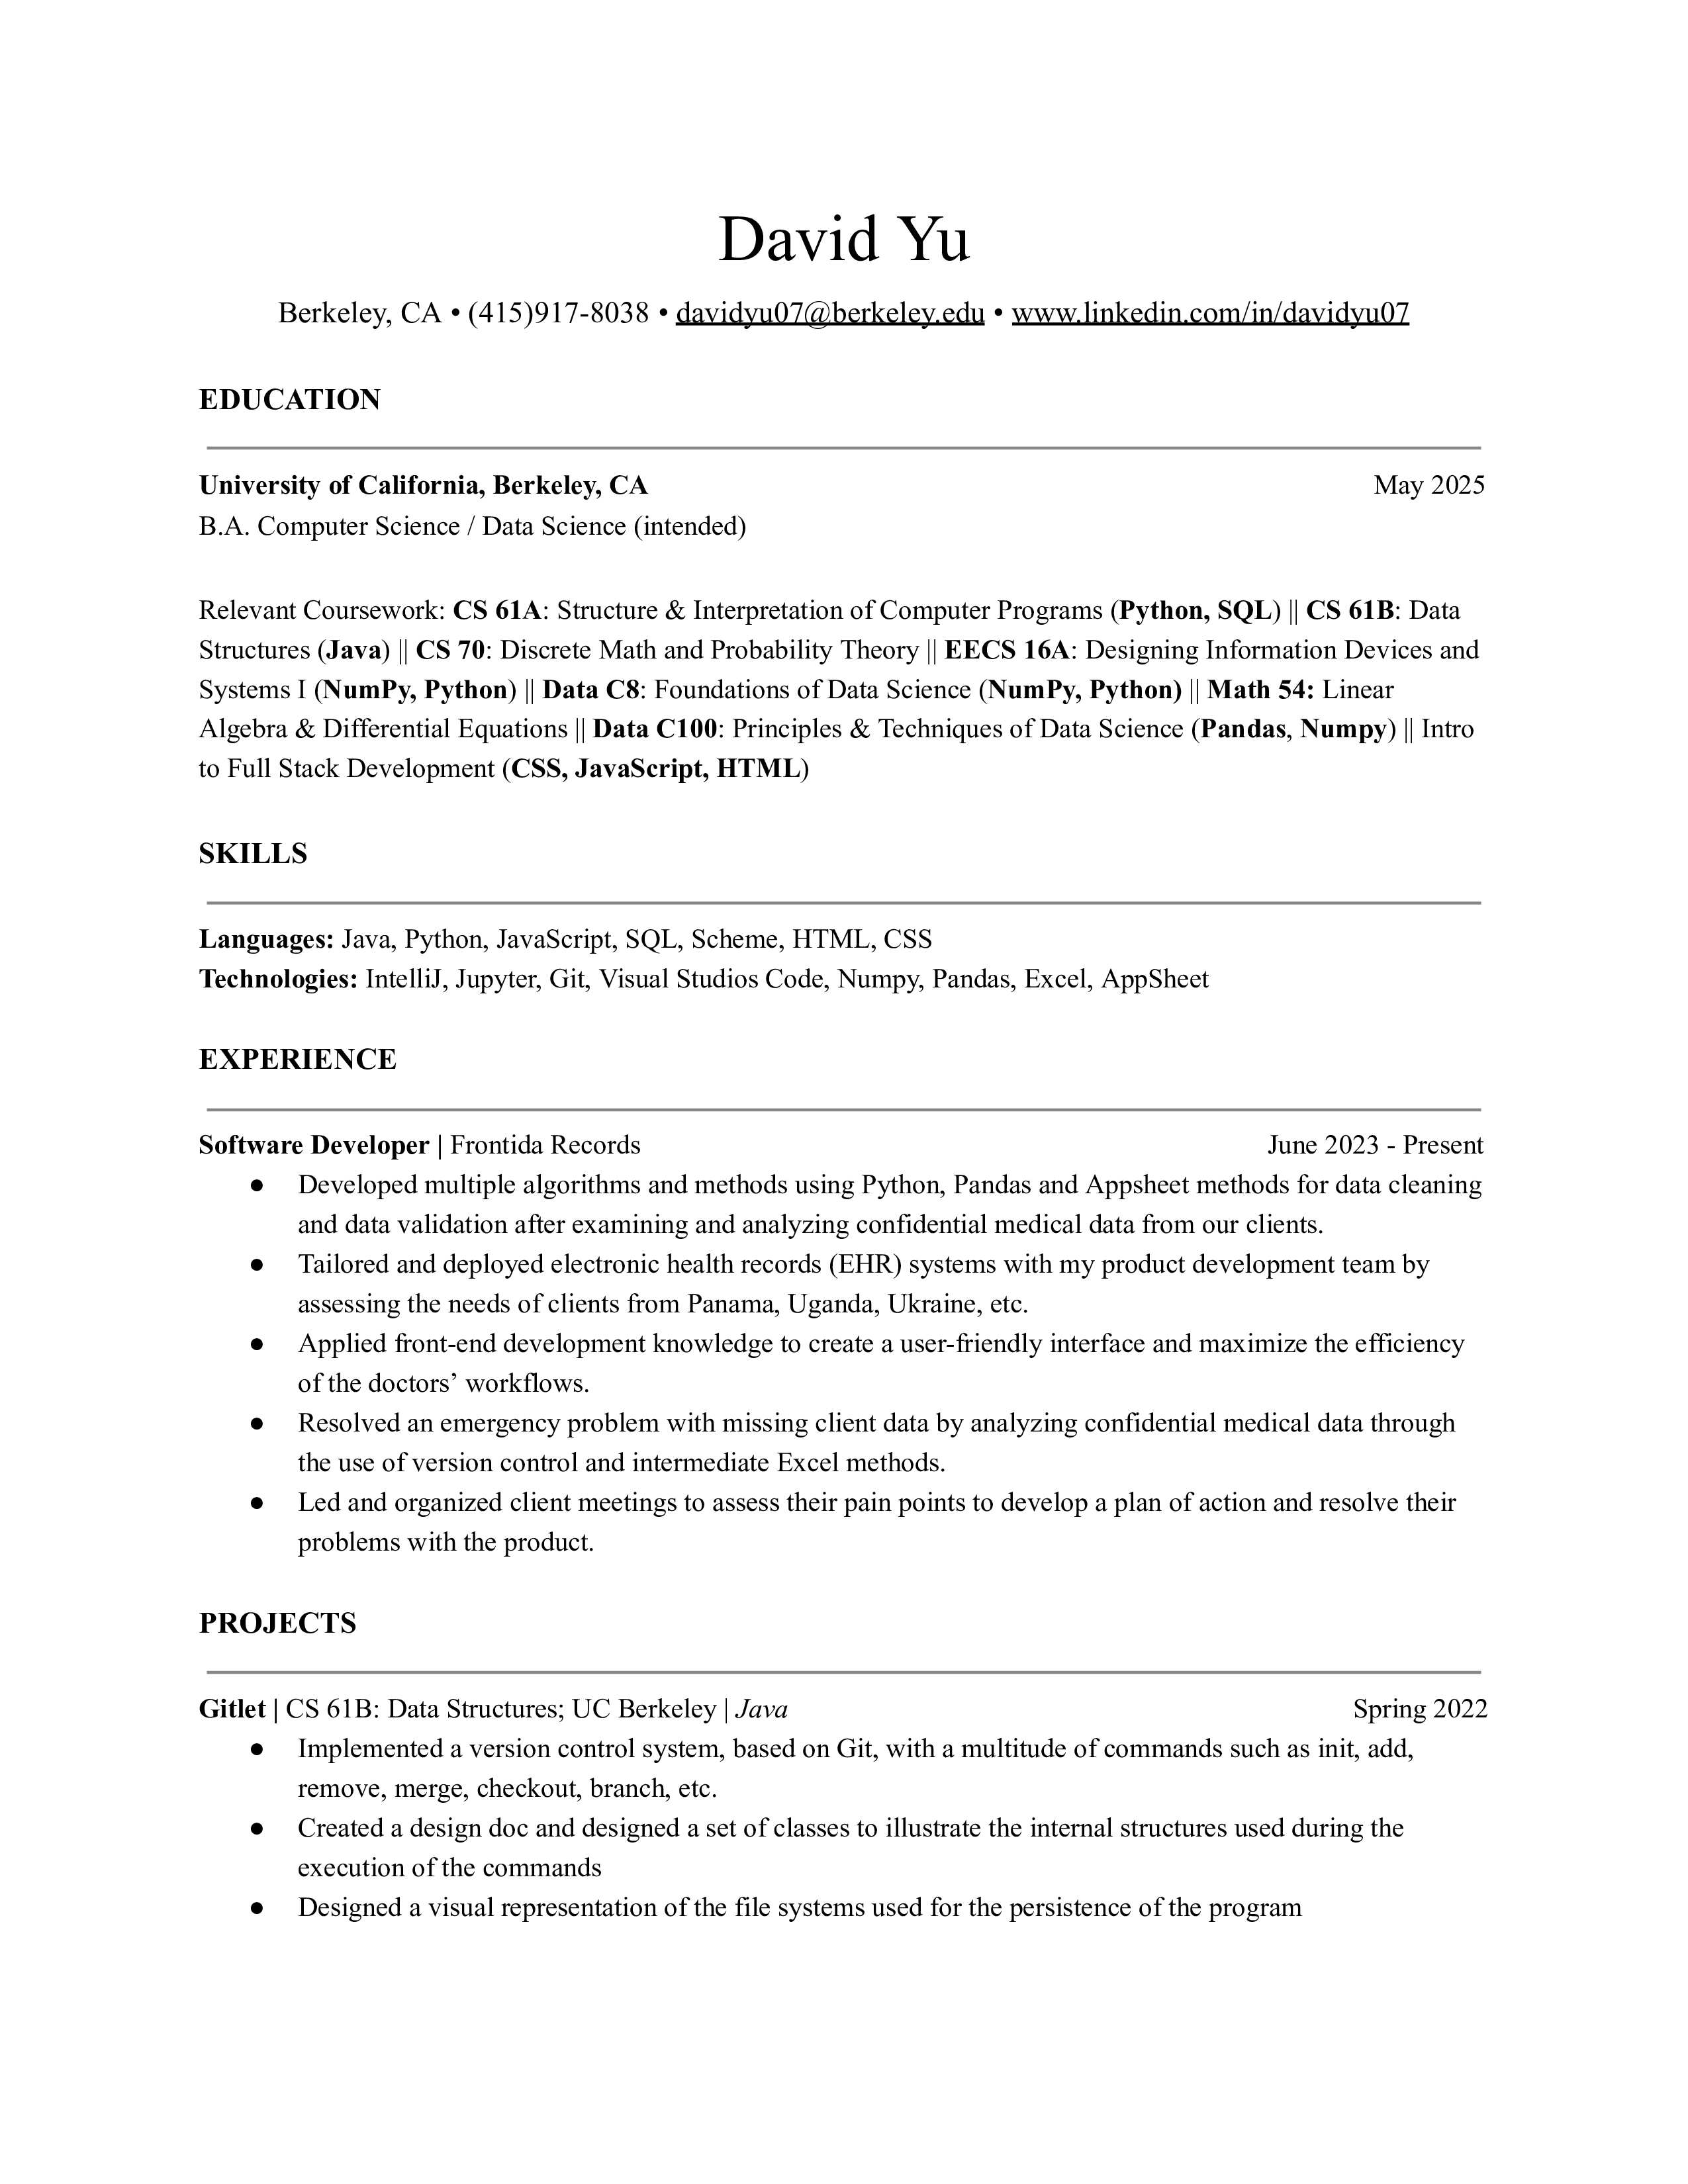 David Yu
Berkeley, CA • (415)917-8038 • davidyu07@berkeley.edu • www.linkedin.com/in/davidyu07
EDUCATION
University of California, Berkeley, CA May 2025
B.A. Computer Science / Data Science (intended)
Relevant Coursework: CS 61A: Structure & Interpretation of Computer Programs (Python, SQL) || CS 61B: Data
Structures (Java) || CS 70: Discrete Math and Probability Theory || EECS 16A: Designing Information Devices and
Systems I (NumPy, Python) || Data C8: Foundations of Data Science (NumPy, Python) || Math 54: Linear
Algebra & Differential Equations || Data C100: Principles & Techniques of Data Science (Pandas, Numpy) || Intro
to Full Stack Development (CSS, JavaScript, HTML)
SKILLS
Languages: Java, Python, JavaScript, SQL, Scheme, HTML, CSS
Technologies: IntelliJ, Jupyter, Git, Visual Studios Code, Numpy, Pandas, Excel, AppSheet
EXPERIENCE
Software Developer | Frontida Records June 2023 - Present
● Developed multiple algorithms and methods using Python, Pandas and Appsheet methods for data cleaning
and data validation after examining and analyzing confidential medical data from our clients.
● Tailored and deployed electronic health records (EHR) systems with my product development team by
assessing the needs of clients from Panama, Uganda, Ukraine, etc.
● Applied front-end development knowledge to create a user-friendly interface and maximize the efficiency
of the doctors’ workflows.
● Resolved an emergency problem with missing client data by analyzing confidential medical data through
the use of version control and intermediate Excel methods.
● Led and organized client meetings to assess their pain points to develop a plan of action and resolve their
problems with the product.
PROJECTS
Gitlet | CS 61B: Data Structures; UC Berkeley | Java Spring 2022
● Implemented a version control system, based on Git, with a multitude of commands such as init, add,
remove, merge, checkout, branch, etc.
● Created a design doc and designed a set of classes to illustrate the internal structures used during the
execution of the commands
● Designed a visual representation of the file systems used for the persistence of the program